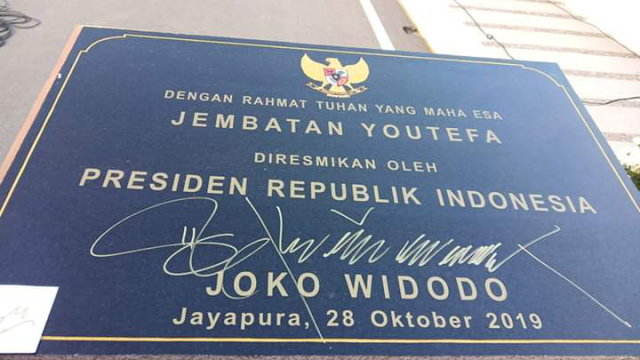 DENGAN RAHMAT TUHAN YANG MAHA ESA
JEMBATAN YOUTEFA
DIRESMIKAN OLEH
PRESIDEN REPUBLIK INDONESIA
JOKO WIDODO
Jayapura, 28 Oktober 2019